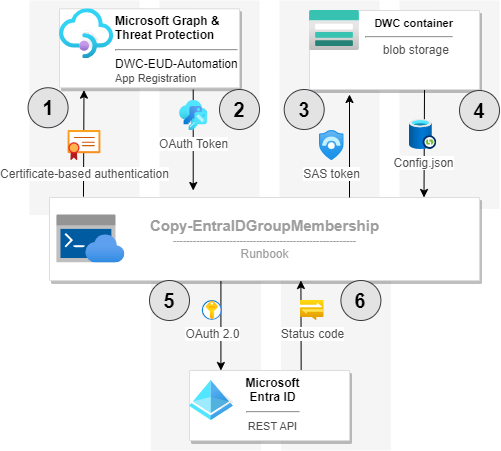 Microsoft Graph &
Threat Protection
DWC-EUD-Automation
App Registration
DWC container
blob storage
1
2
3
4
OAuth Token
Config.json
Certificate-based authentication
SAS token
Copy-EntraIDGroupMembership
Runbook
5
6
OAuth 2.0
Status code
Microsoft
Entra ID
REST API